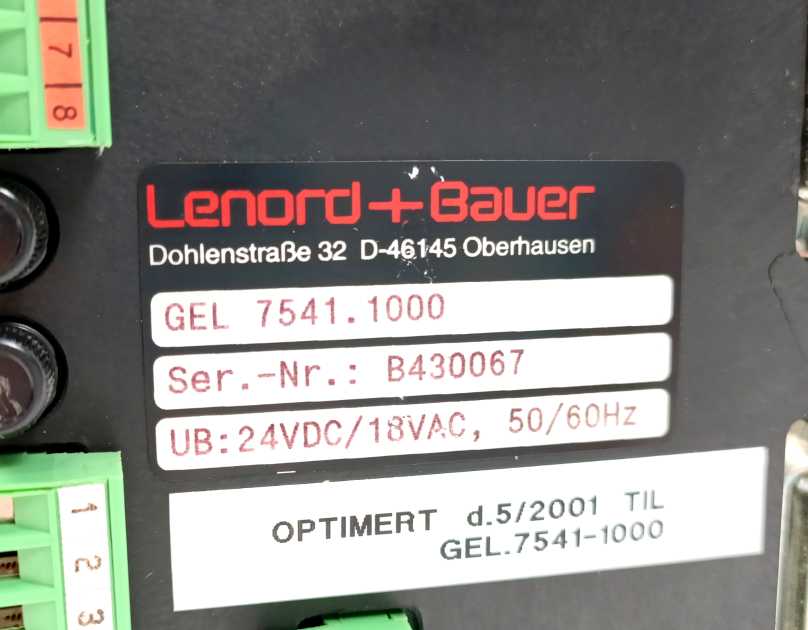 7
8
Lenord+Bauer
Dohlenstraße 32 D-46145 Oberhausen
GEL 7541.1000
Ser.-Nr.: B430067
UB:24VDC/18VAC, 50/60Hz
OPTIMERT d.5/2001 TIL
GEL.7541-1000
1
2
3